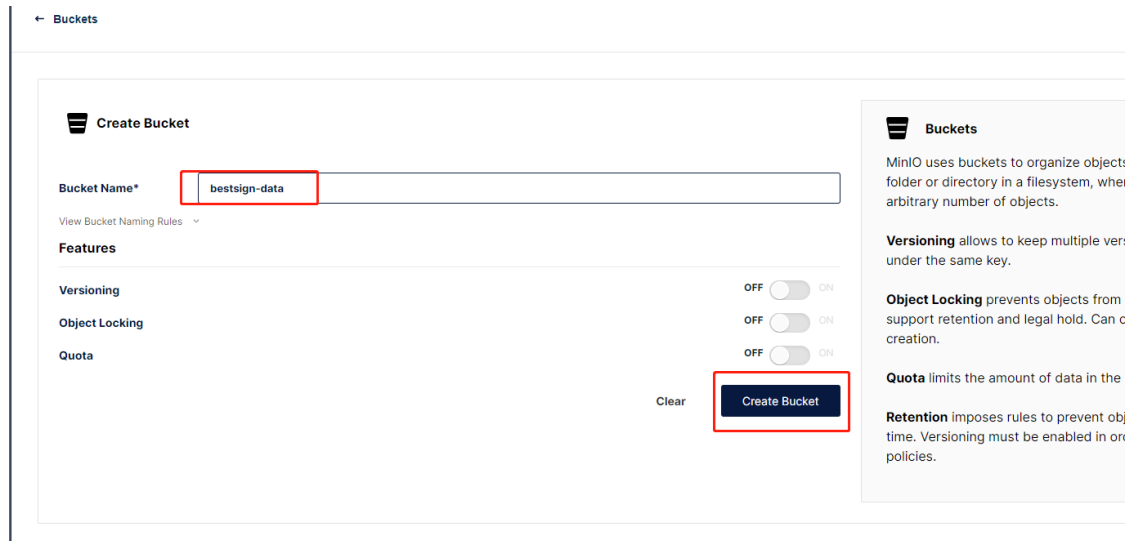 ← Buckets
Create Bucket
Bucket Name*
bestsign-data
View Bucket Naming Rules
Features
Versioning
OFF
ON
Object Locking
OFF
ON
Quota
OFF
ON
Clear
Create Bucket
Buckets
MinIO uses buckets to organize objects
folder or directory in a filesystem, wher
arbitrary number of objects.
Versioning allows to keep multiple vers
under the same key.
Object Locking prevents objects from
support retention and legal hold. Can o
creation.
Quota limits the amount of data in the
Retention imposes rules to prevent obj
time. Versioning must be enabled in ord
policies.